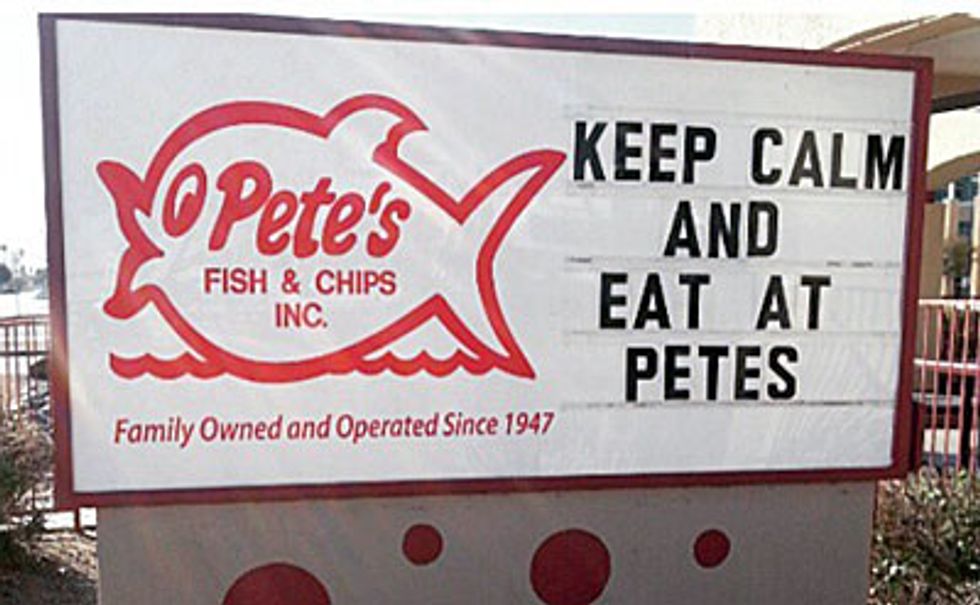 Pete's
FISH & CHIPS
INC.
Family Owned and Operated Since 1947
KEEP CALM
AND
EAT AT
PETES